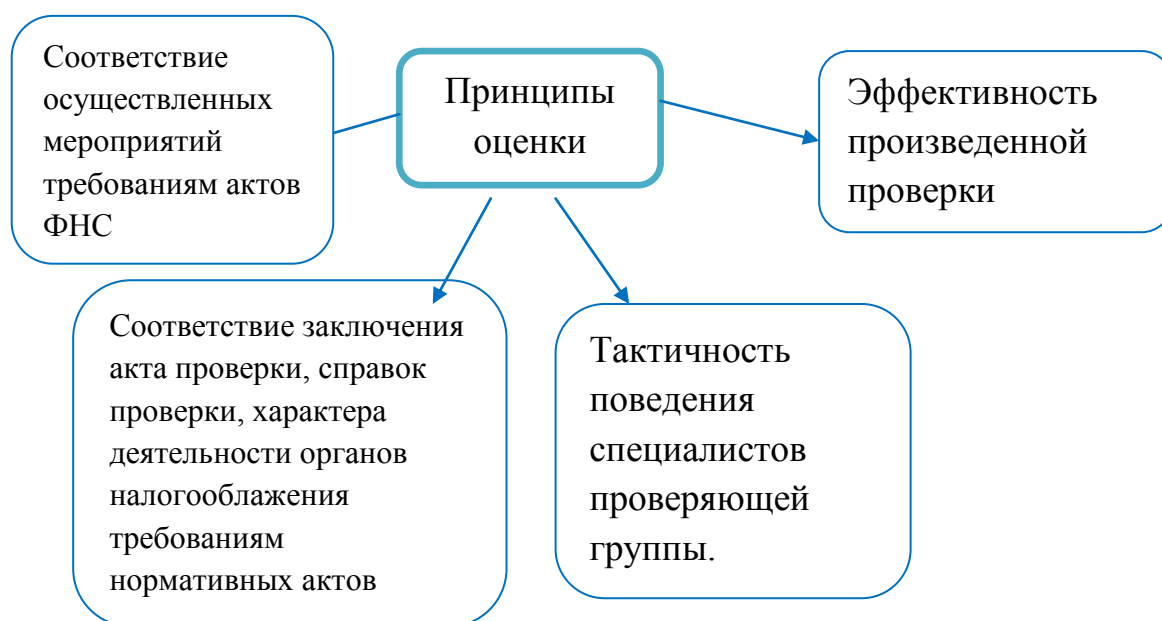 Соответствие
осуществленных
мероприятий
требованиям актов
ФНС
Принципы
оценки
Эффективность
произведенной
проверки
Соответствие заключения
акта проверки, справок
проверки, характера
деятельности органов
налогооблажения
требованиям
нормативных актов
Тактичность
поведения
специалистов
проверяющей
группы.